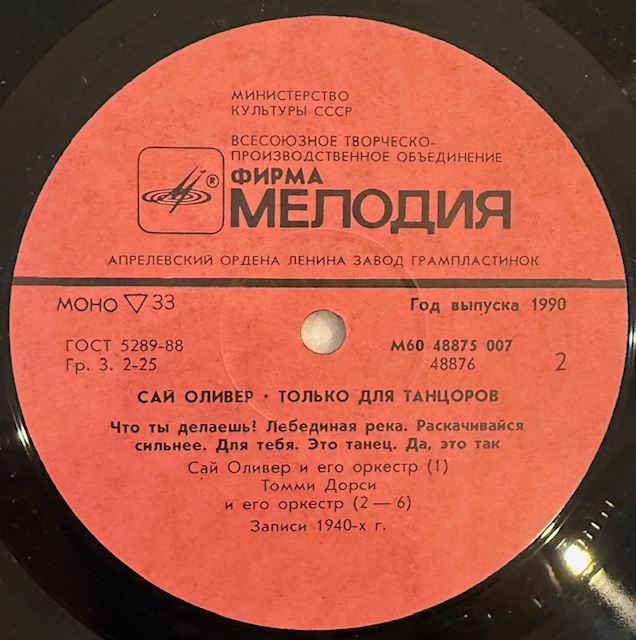 МИНИСТЕРСТВО
КУЛЬТУРЫ СССР
ВСЕСОЮЗНОЕ ТВОРЧЕСКО-
ПРОИЗВОДСТВЕННОЕ ОБЪЕДИНЕНИЕ
ФИРМА
®
МЕЛОДИЯ
АПРЕЛЕВСКИЙ ОРДЕНА ЛЕНИНА ЗАВОД ГРАМПЛАСТИНОК
МОНО ▽ 33
Год выпуска 1990
ГОСТ 5289-88
М60 48875 007
Гр. 3. 2-25
48876
2
САЙ ОЛИВЕР · ТОЛЬКО ДЛЯ ТАНЦОРОВ
Что ты делаешь! Лебединая река. Раскачивайся
сильнее. Для тебя. Это танец. Да, это так
Сай Оливер и его оркестр (1)
Томми Дорси
и его оркестр (2 — 6)
Записи 1940-х г.